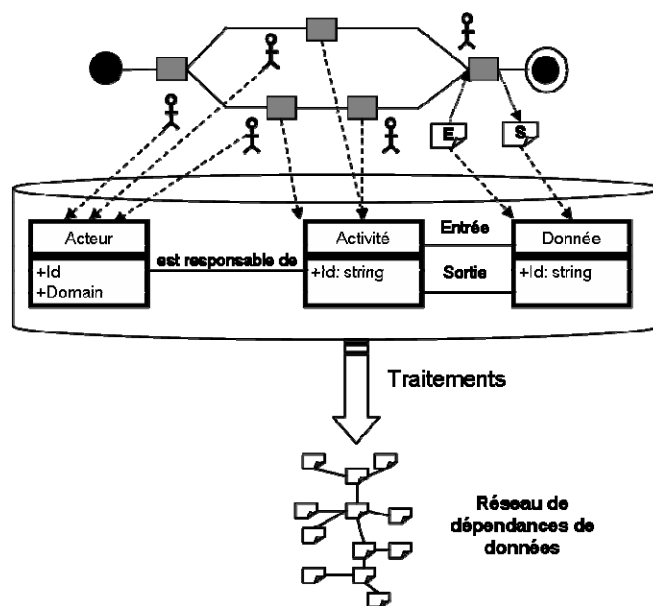 E
S
Acteur
+Id
+Domain
est responsable de
Activité
+Id: string
Entrée
Sortie
Donnée
+Id: string
Traitements
Réseau de
dépendances de
données